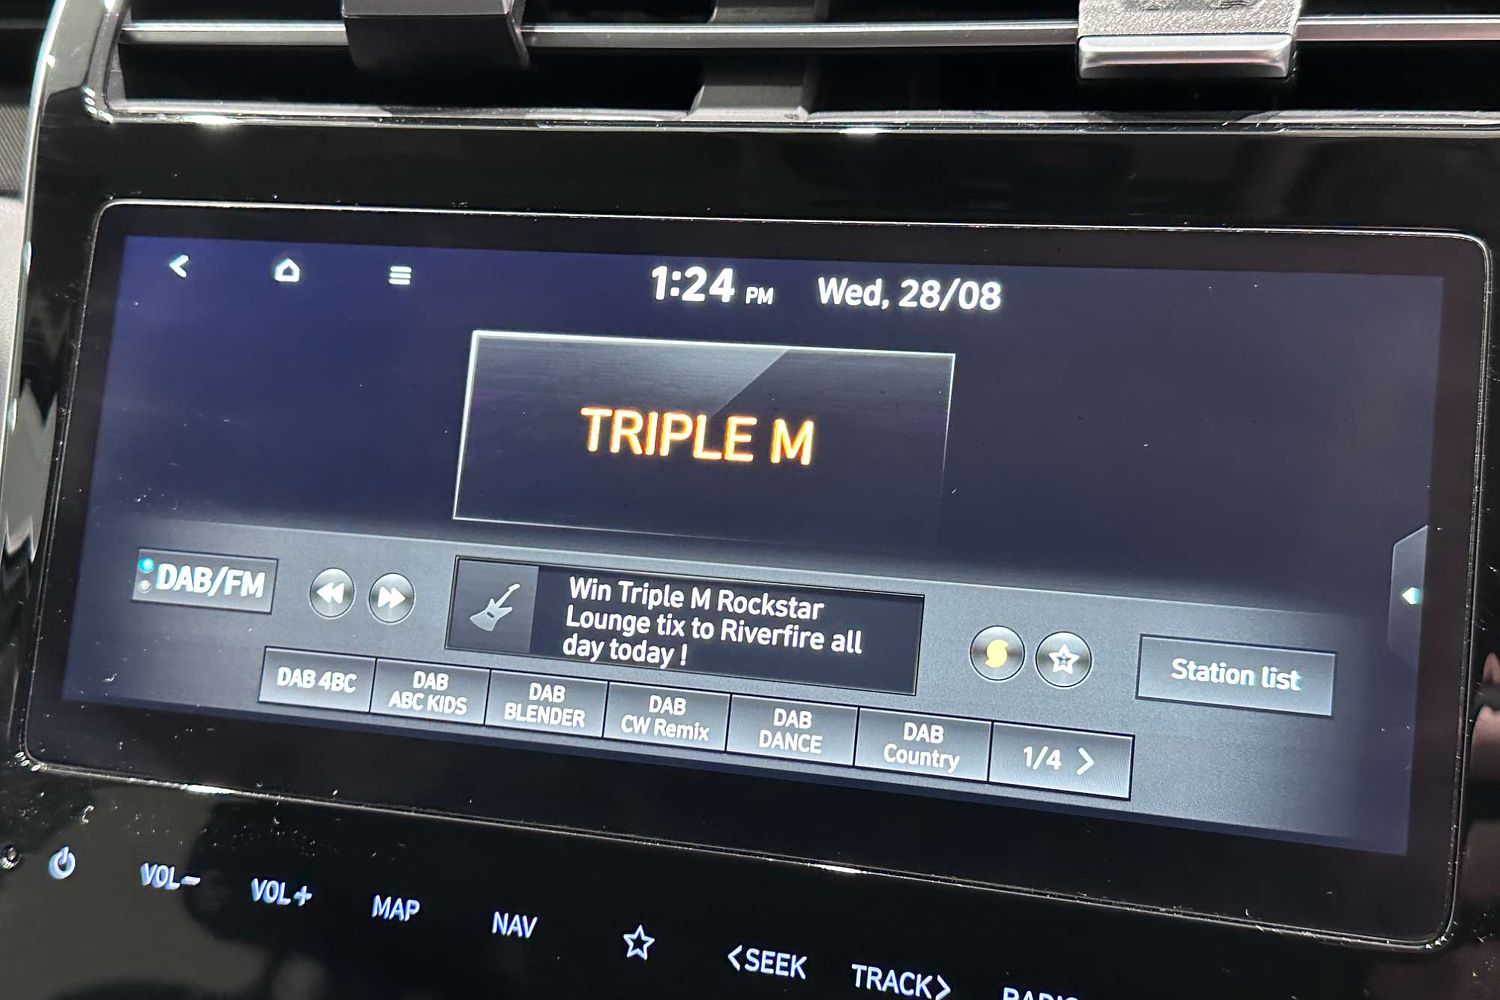 1:24 PM Wed, 28/08
TRIPLE M
DAB/FM
Win Triple M Rockstar
Lounge tix to Riverfire all
day today !
Station list
DAB 4BC
DAB
ABC KIDS
DAB
BLENDER
DAB
CW Remix
DAB
DANCE
DAB
Country
1/4 >
VOL−
VOL+
MAP
NAV
<SEEK
TRACK>